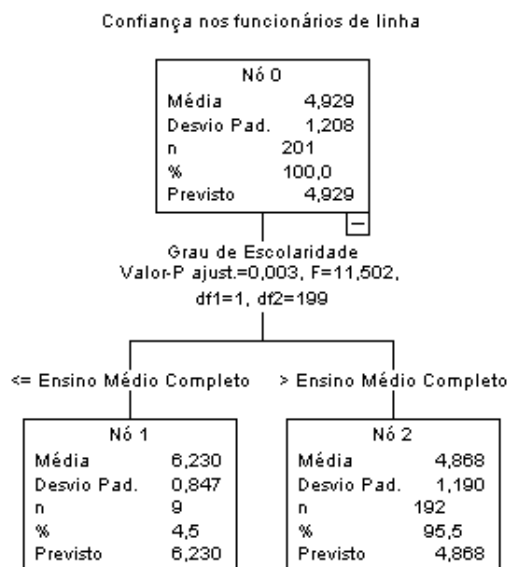 Confiança nos funcionários de linha
Nó 0
Média 4,929
Desvio Pad. 1,208
n 201
% 100,0
Previsto 4,929
Grau de Escolaridade
Valor-P ajust.=0,003, F=11,502,
df1=1, df2=199
<= Ensino Médio Completo
> Ensino Médio Completo
Nó 1
Média 6,230
Desvio Pad. 0,847
n 9
% 4,5
Previsto 6,230
Nó 2
Média 4,868
Desvio Pad. 1,190
n 192
% 95,5
Previsto 4,868